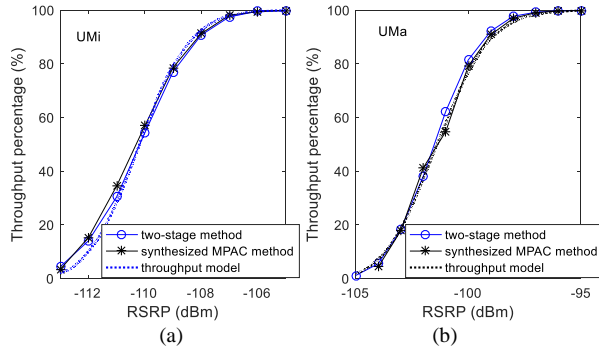 UMi
Throughput percentage (%)
100
80
60
40
20
0
two-stage method
synthesized MPAC method
throughput model
-112
-110
-108
-106
RSRP (dBm)
(a)
UMa
Throughput percentage (%)
100
80
60
40
20
0
two-stage method
synthesized MPAC method
throughput model
-105
-100
-95
RSRP (dBm)
(b)